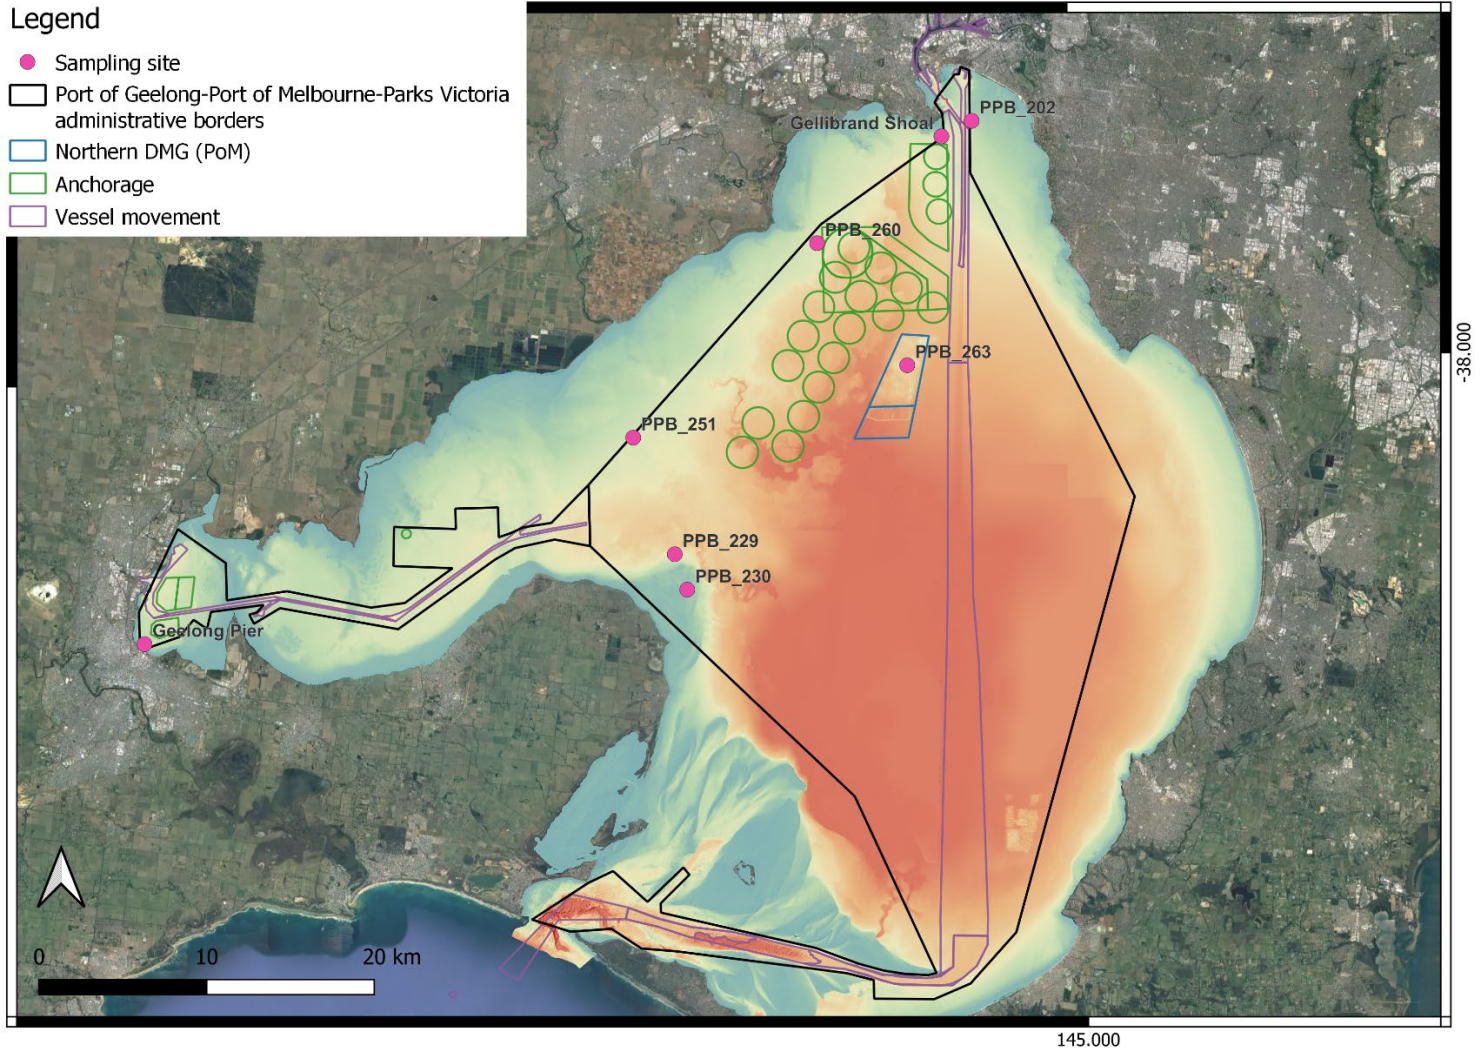 Legend
Sampling site
Port of Geelong-Port of Melbourne-Parks Victoria
administrative borders
Northern DMG (PoM)
Anchorage
Vessel movement
PPB_202
Gellibrand Shoal
PPB_260
PPB_263
-38.000
PPB_251
PPB_229
PPB_230
Geelong Pier
0 10 20 km
145.000